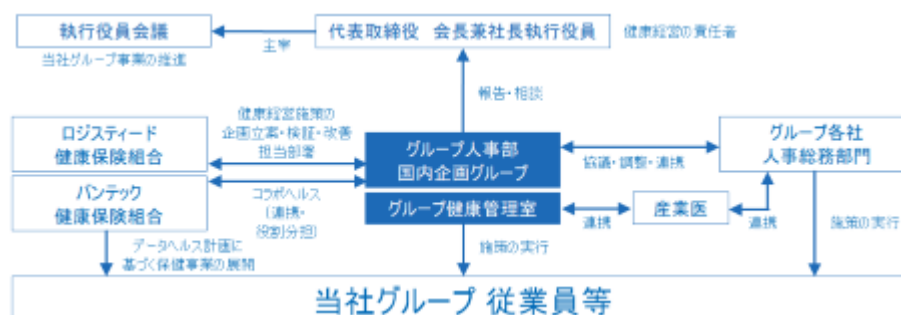 執行役員会議
主宰
代表取締役 会長兼社長執行役員
健康経営の責任者
当社グループ事業の推進
報告・相談
健康経営施策の
企画立案・検証・改善
担当部署
ロジスティード
健康保険組合
グループ人事部
国内企画グループ
協議・調整・連携
グループ各社
人事総務部門
バンテック
健康保険組合
コラボヘルス
(連携・
役割分担)
グループ健康管理室
連携
産業医
連携
施策の実行
データヘルス計画に
基づく保健事業の展開
施策の実行
当社グループ 従業員等